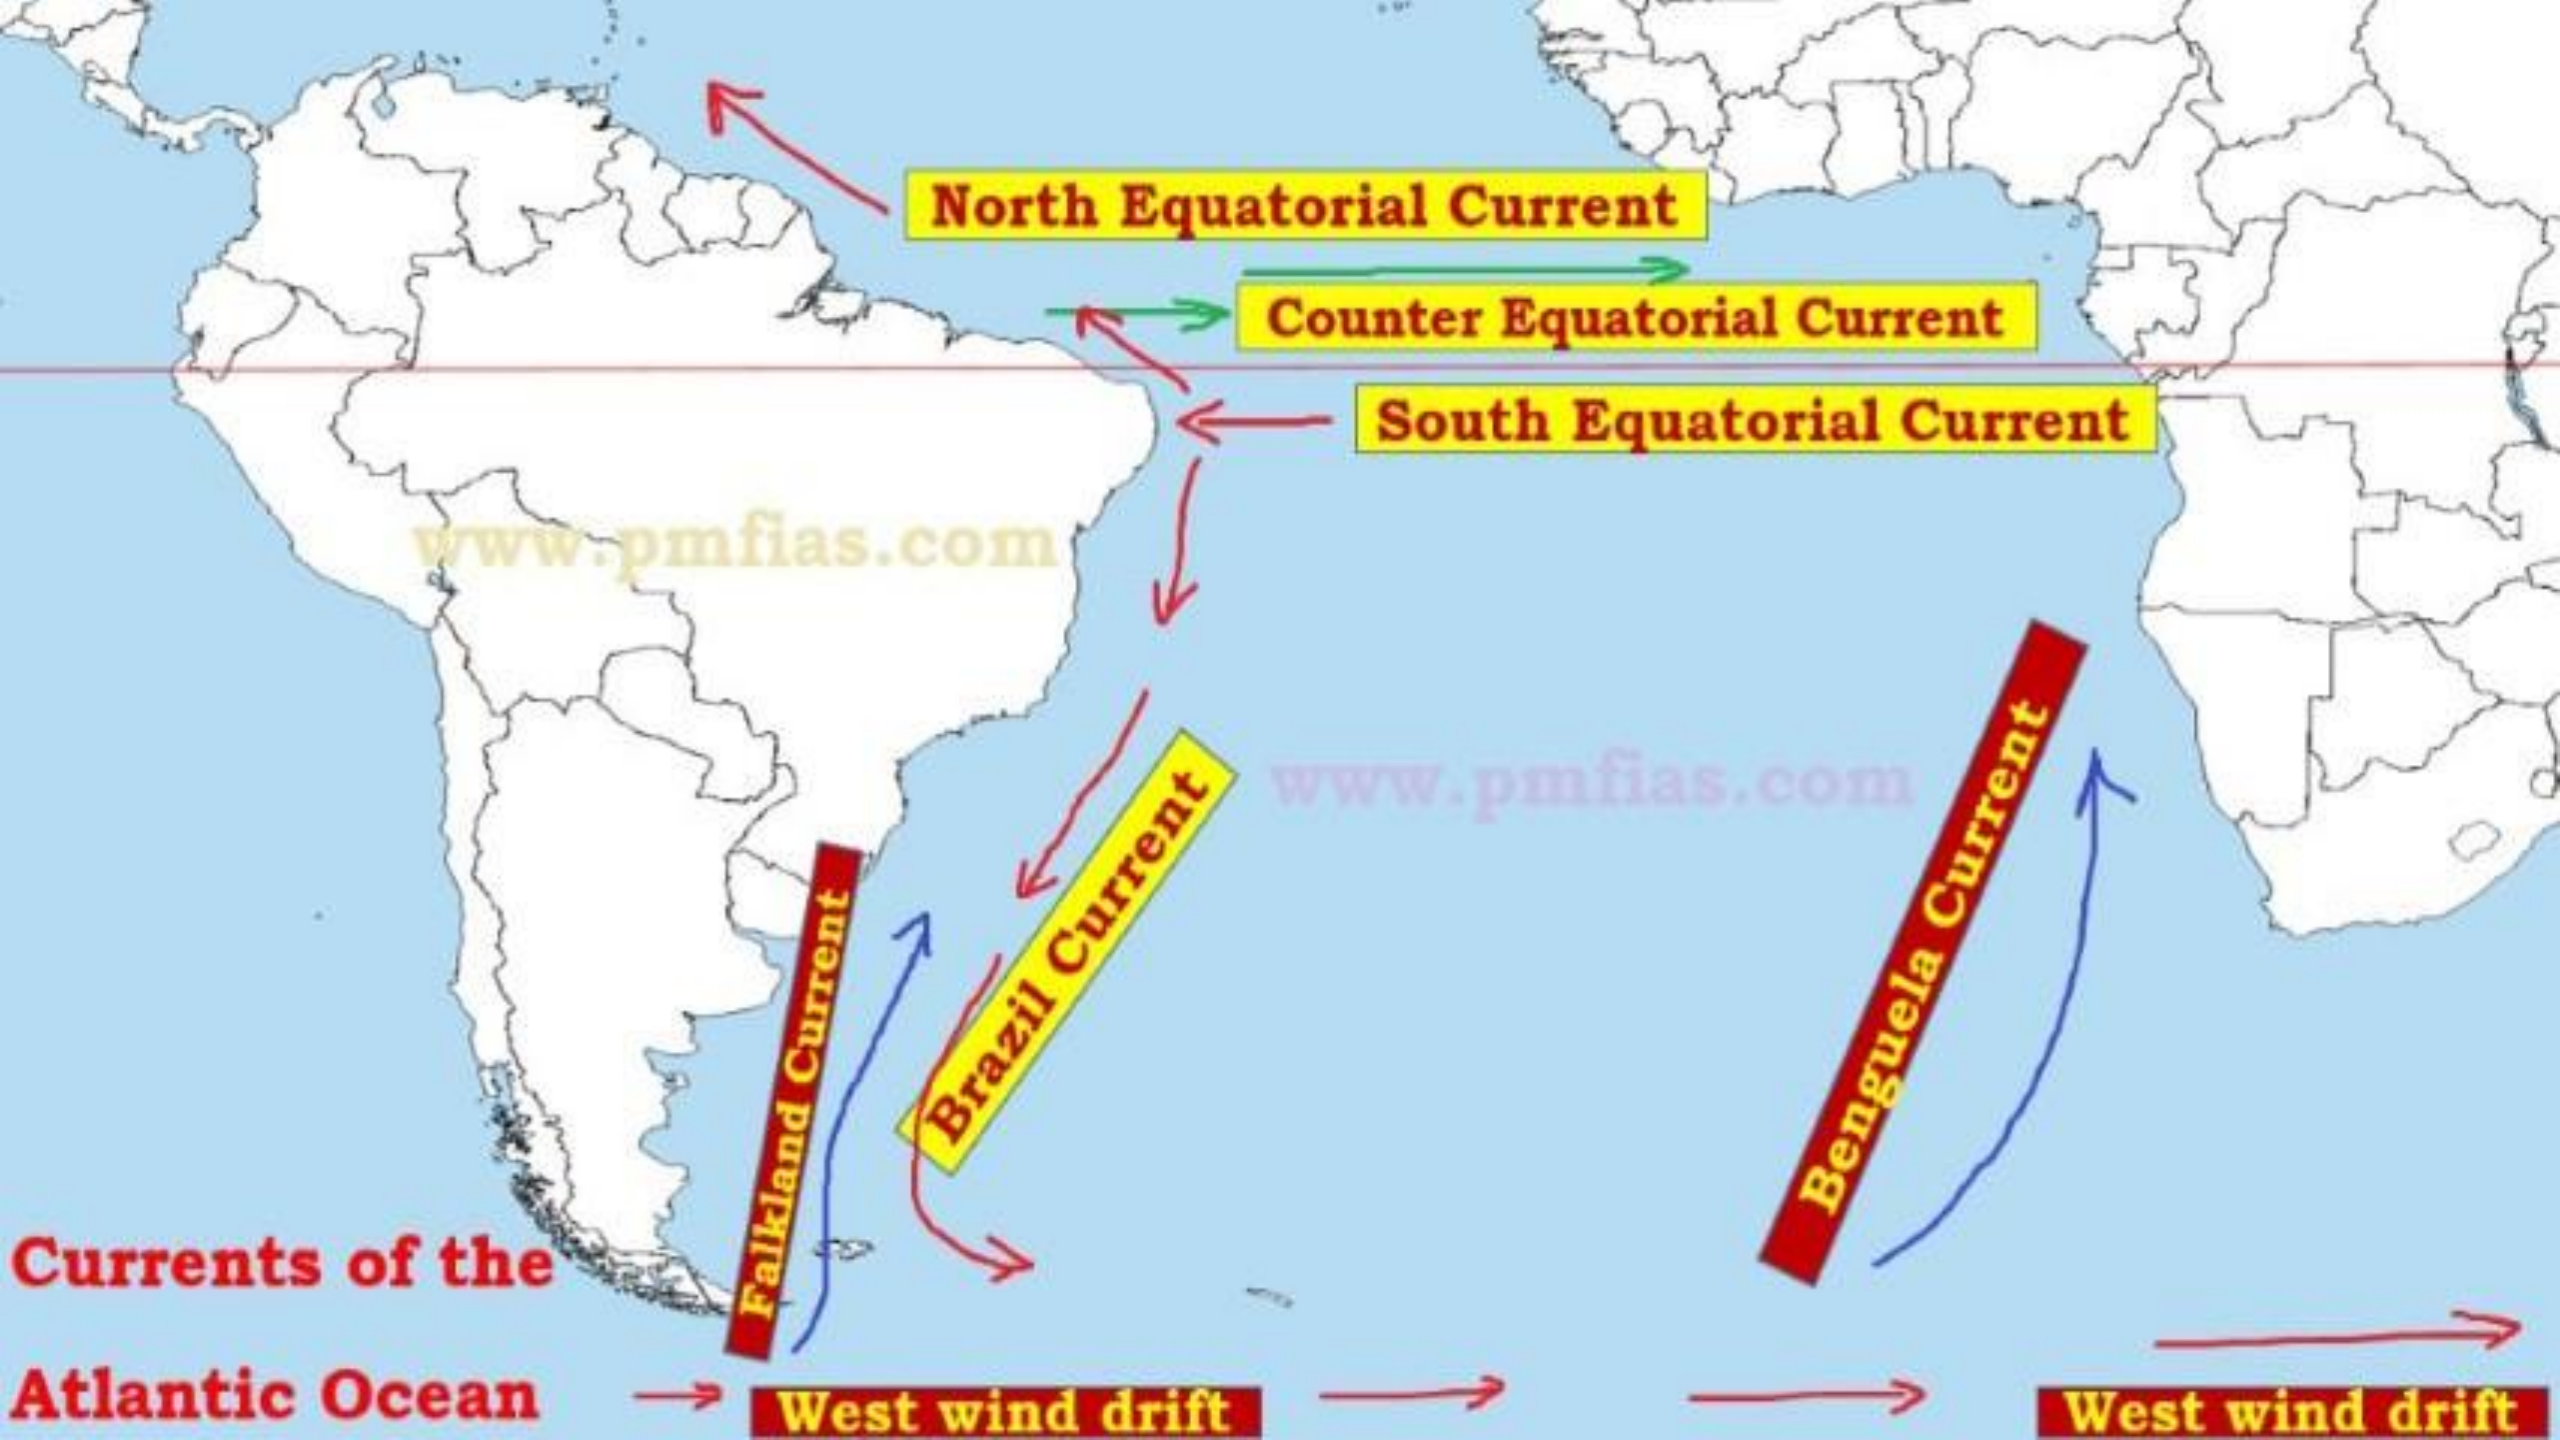 North Equatorial Current
Counter Equatorial Current
South Equatorial Current
www.pmfias.com
www.pmfias.com
Brazil Current
Benguela Current
Falkland Current
Currents of the
Atlantic Ocean
West wind drift
West wind drift